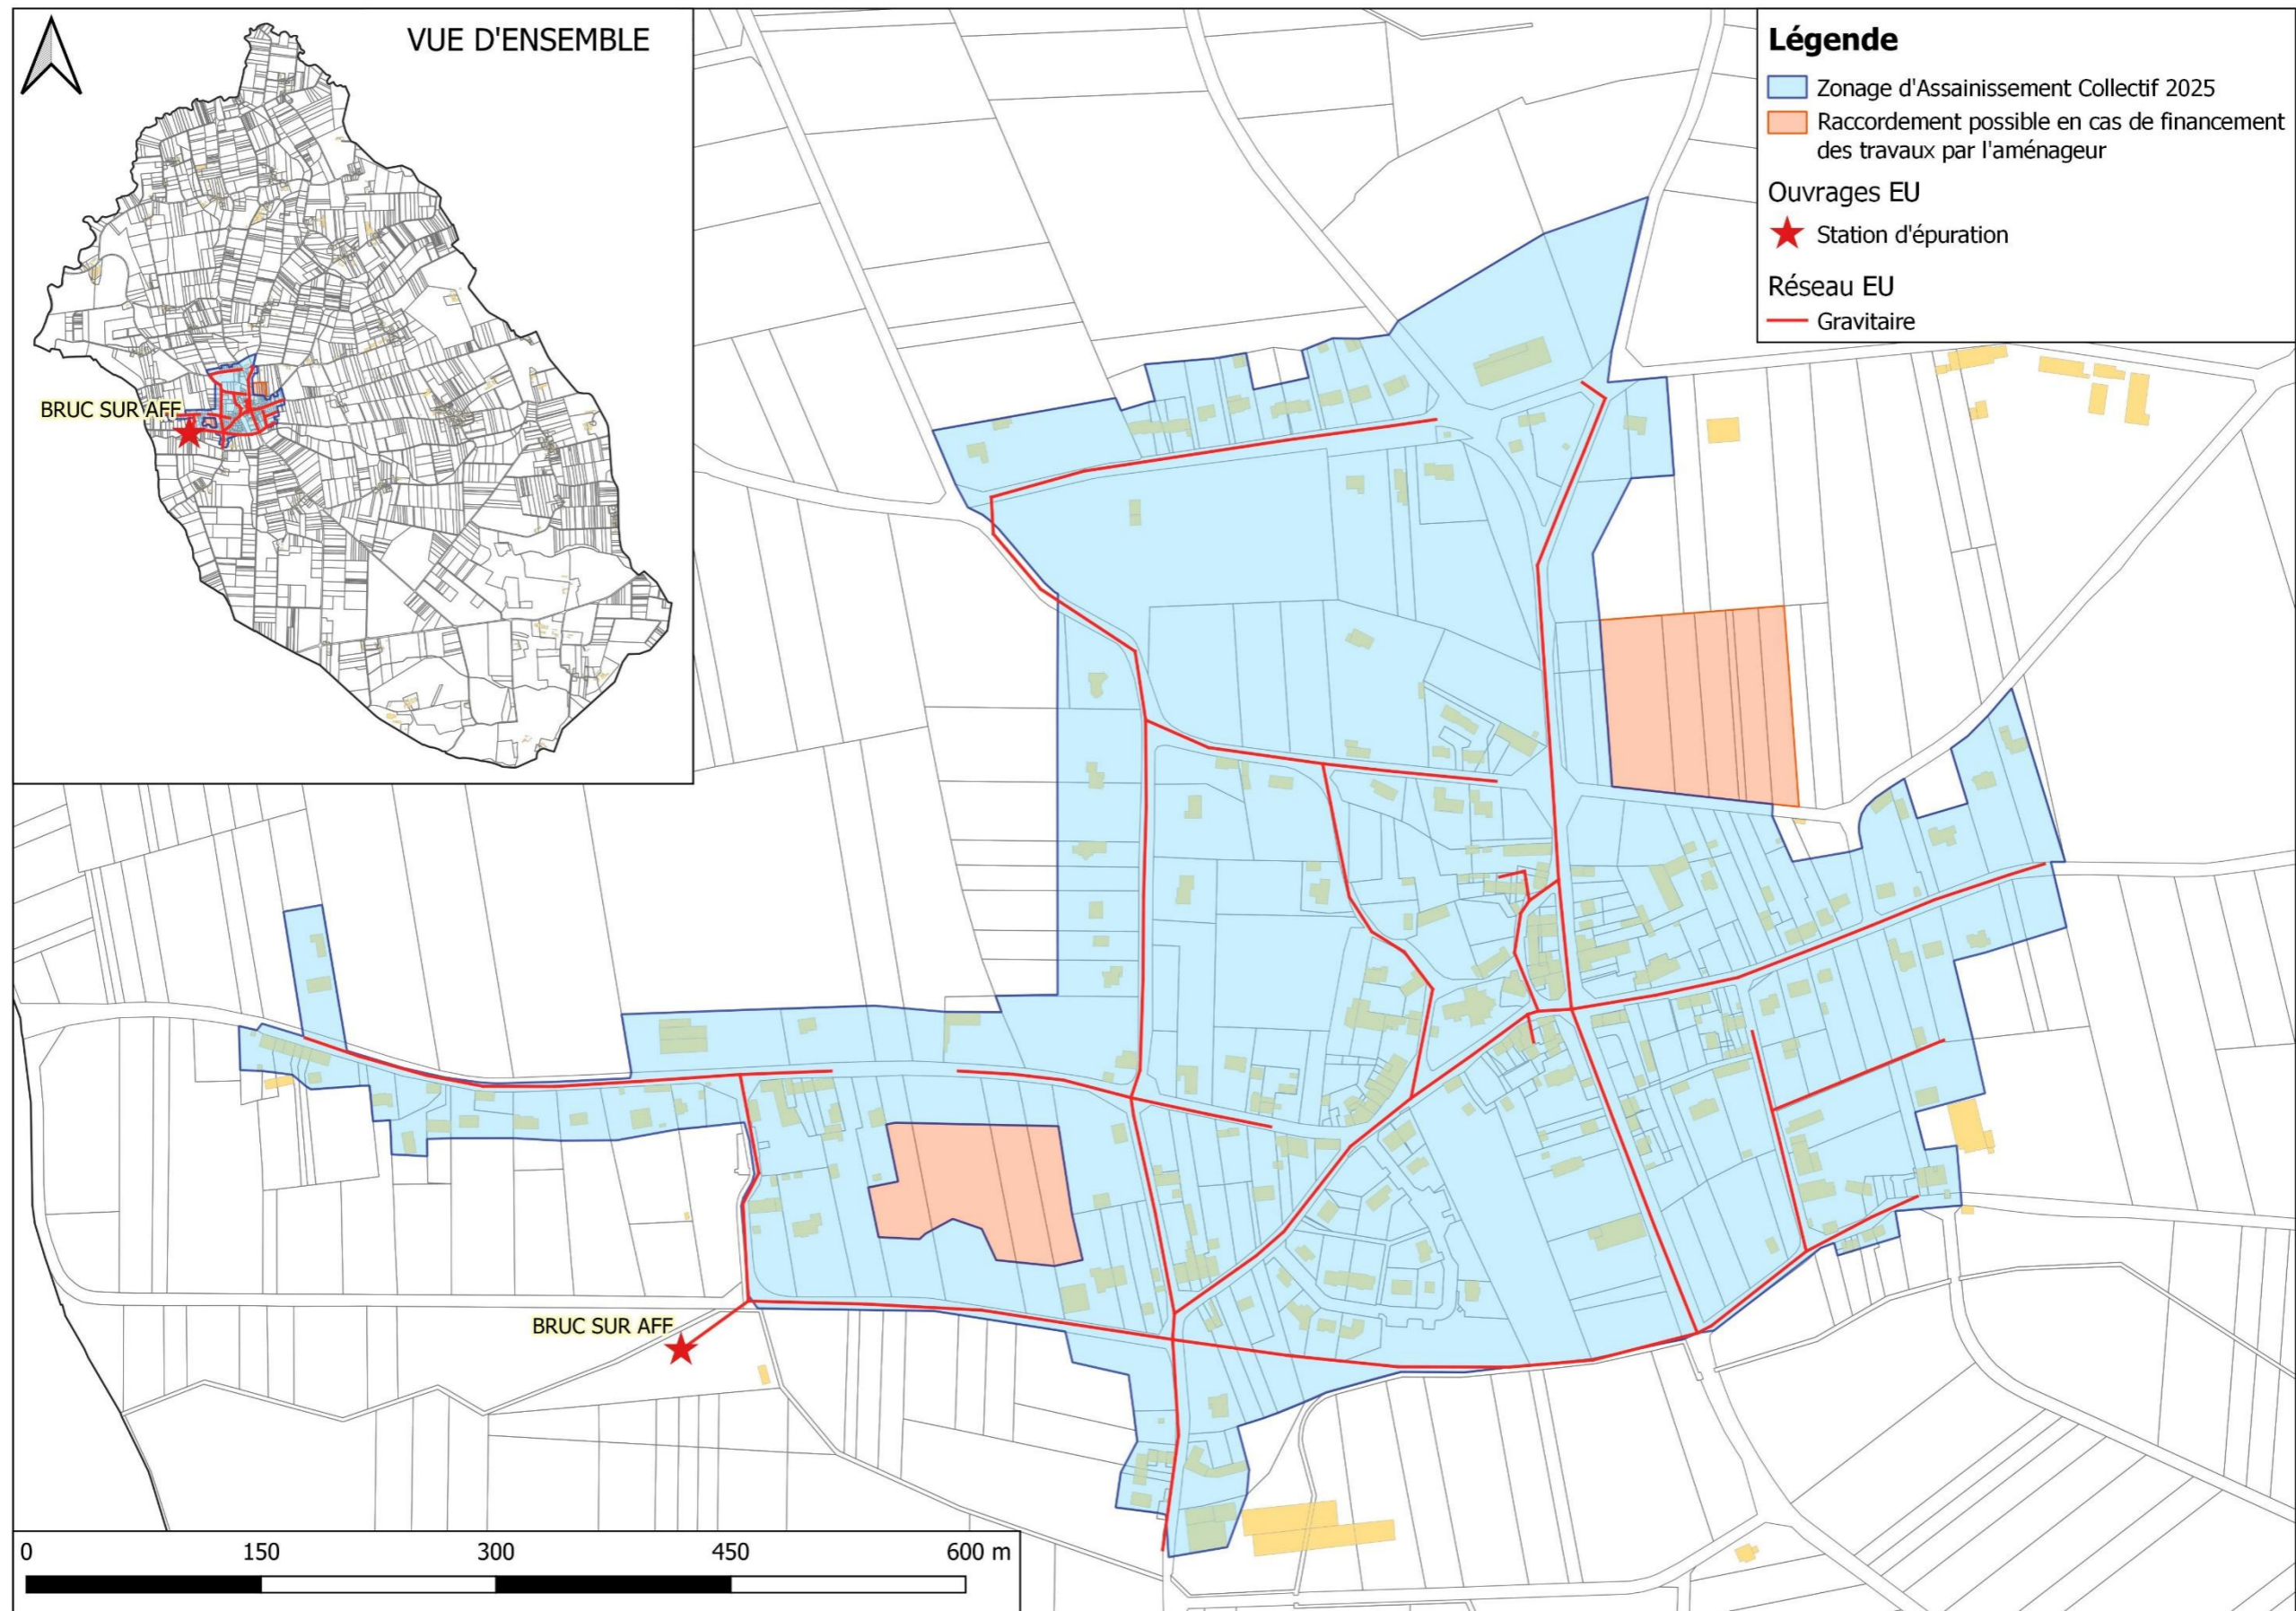 VUE D'ENSEMBLE
BRUC SUR AFF
Légende
Zonage d'Assainissement Collectif 2025
Raccordement possible en cas de financement
des travaux par l'aménageur
Ouvrages EU
Station d'épuration
Réseau EU
Gravitaire
BRUC SUR AFF
0 150 300 450 600 m